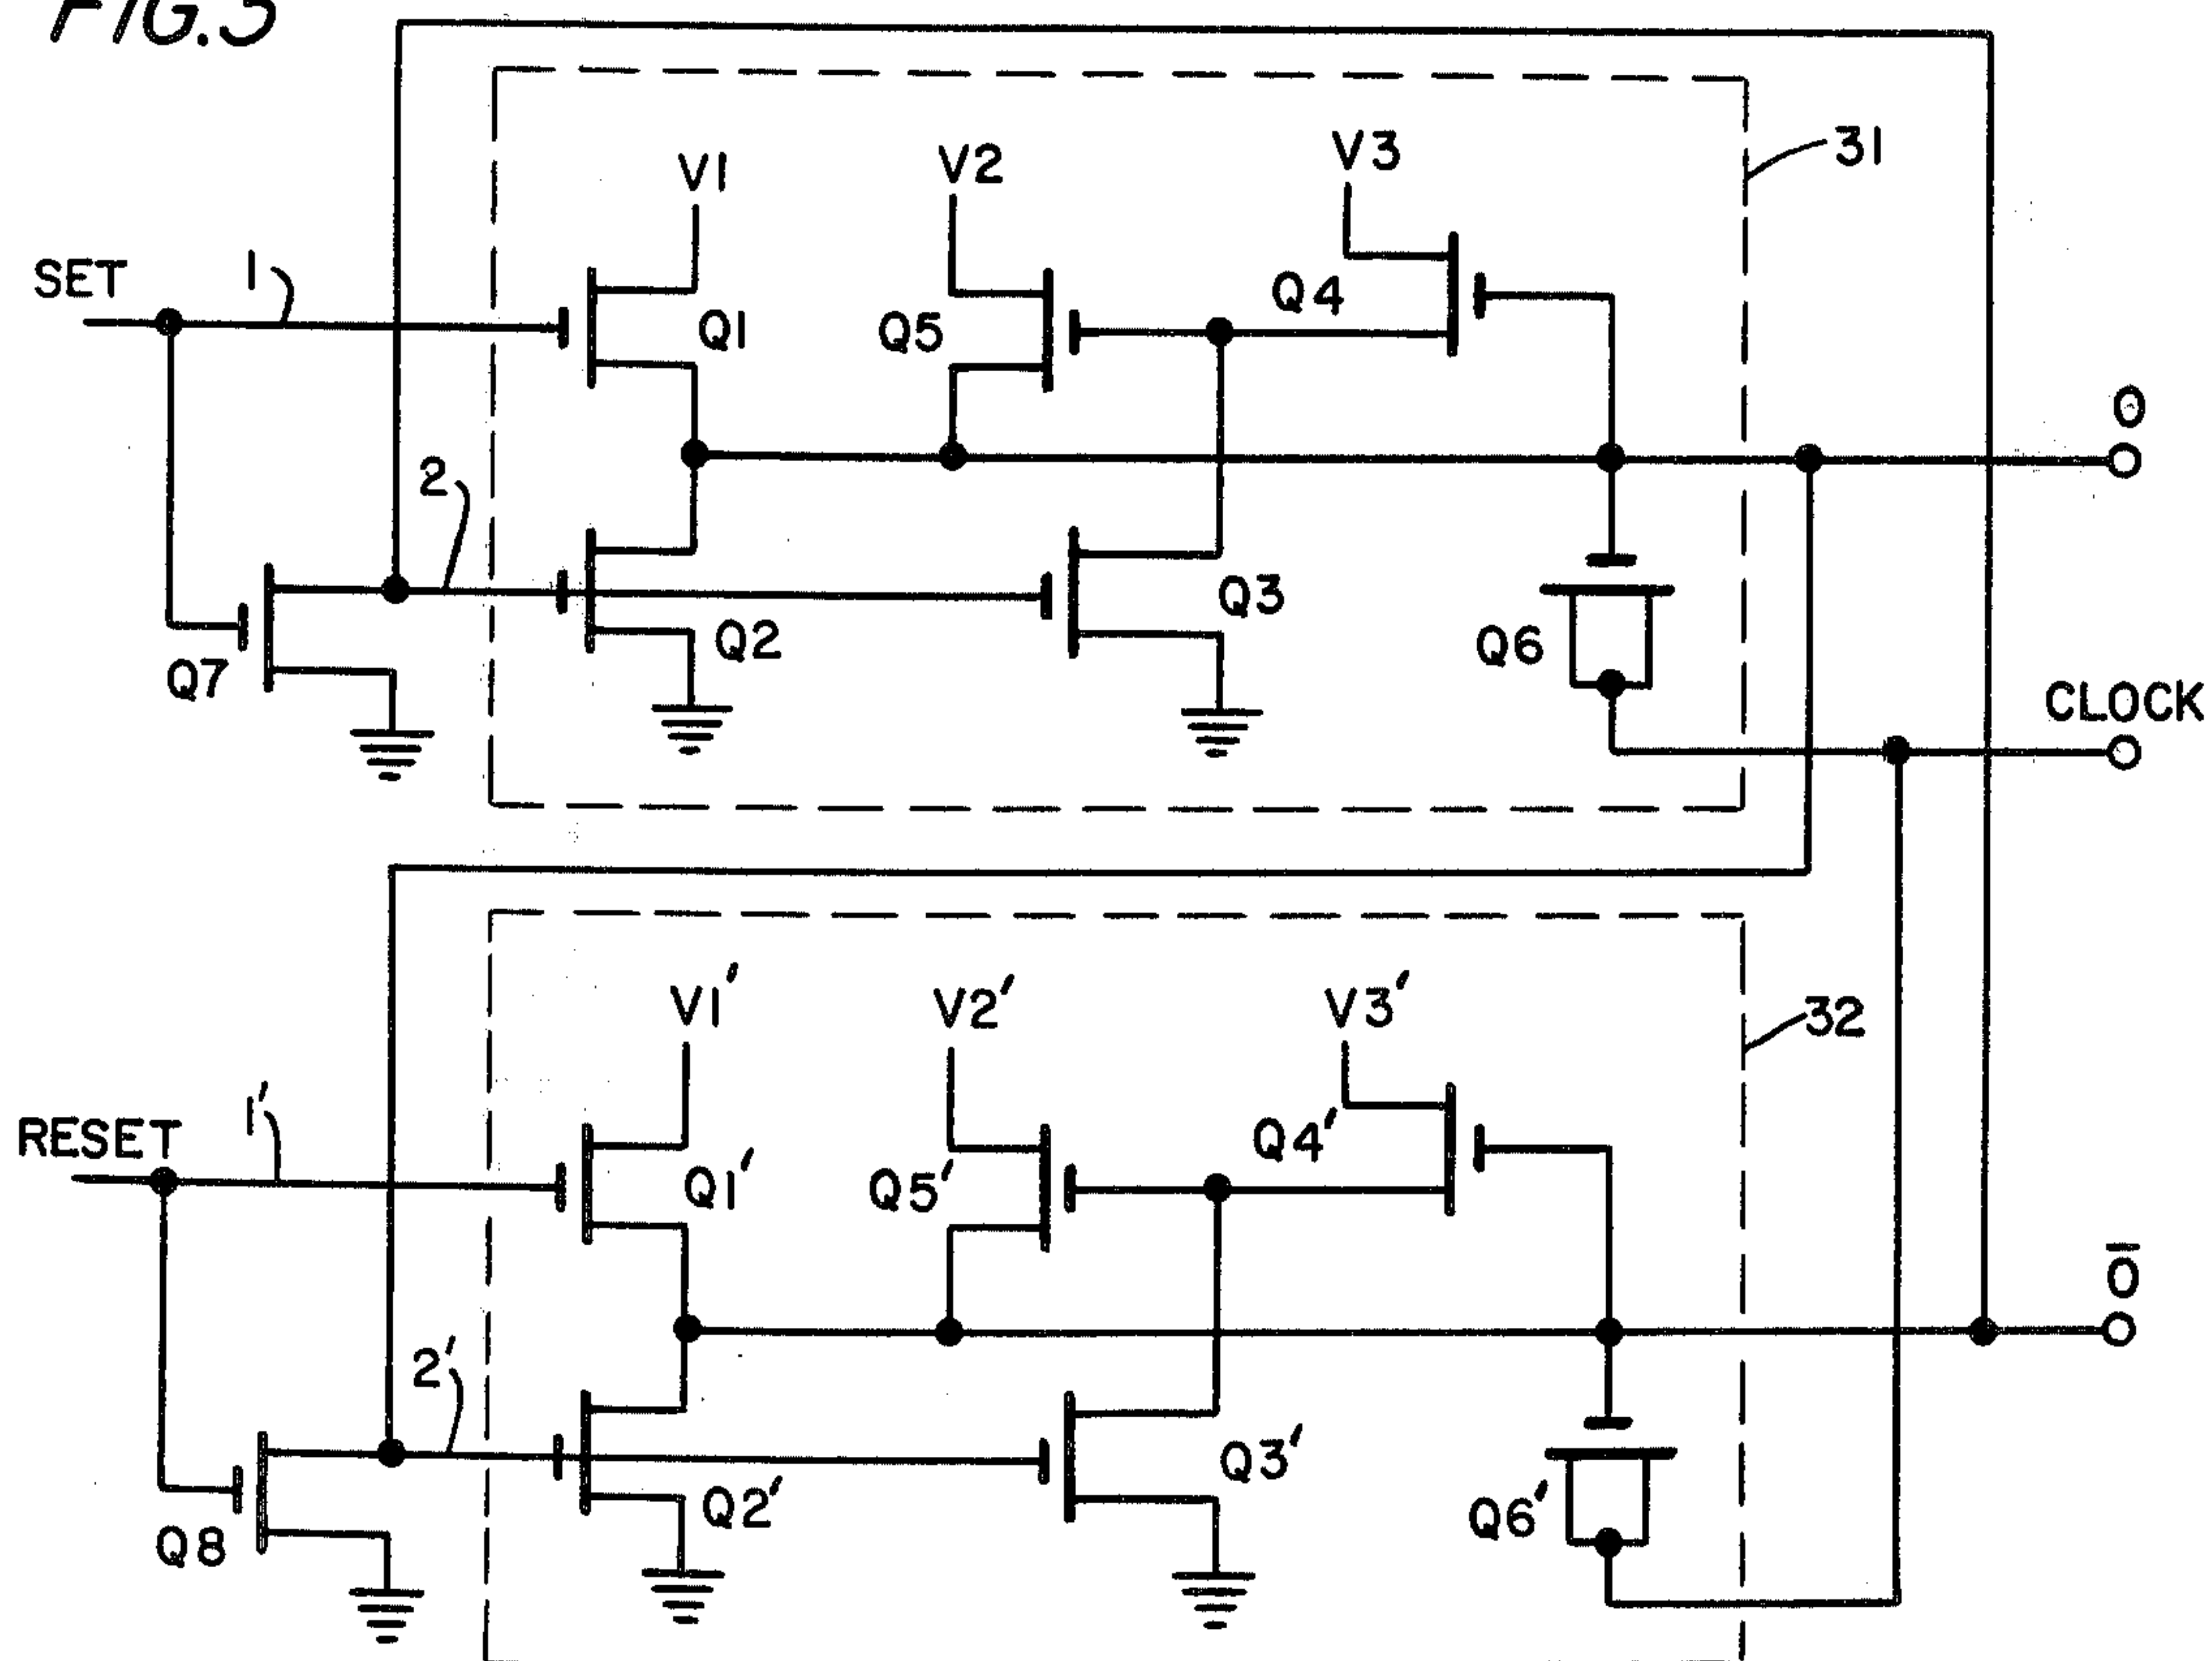 FIG.3
V1
V2
V3
31
SET
1
Q1
Q5
Q4
O
2
Q7
Q2
Q3
Q6
CLOCK
V1'
V2'
V3'
32
RESET
1'
Q1'
Q5'
Q4'
O̅
2'
Q8
Q2'
Q3'
Q6'